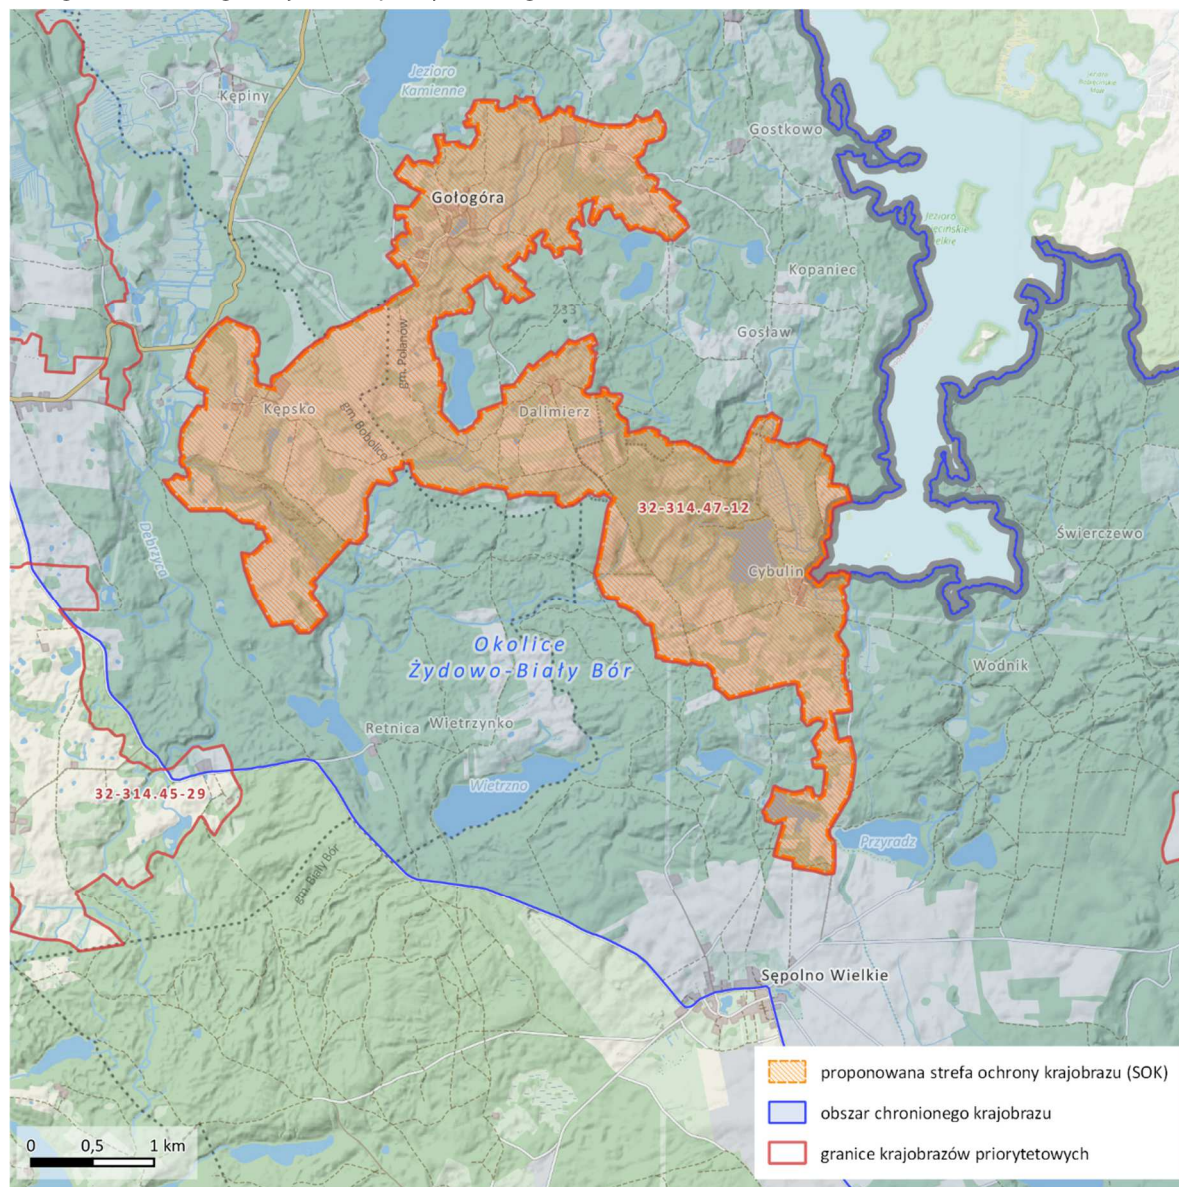 Jezioro
Kamienne
Kępiny
Gostkowo
Gołogóra
Jezioro
Kopaniec
233
Gosław
gm. Polanów
Kępsko
Dalimierz
gm. Bobolice
32-314.47-12
Debrzyca
Świerczewo
Cybulin
Okolice
Żydowo-Biały Bór
Wodnik
Retnica
Wietrzynko
32-314.45-29
Wietrzno
Przyradz
gm. Biały Bór
Sępolno Wielkie
proponowana strefa ochrony krajobrazu (SOK)
obszar chronionego krajobrazu
granice krajobrazów priorytetowych
0 0,5 1 km